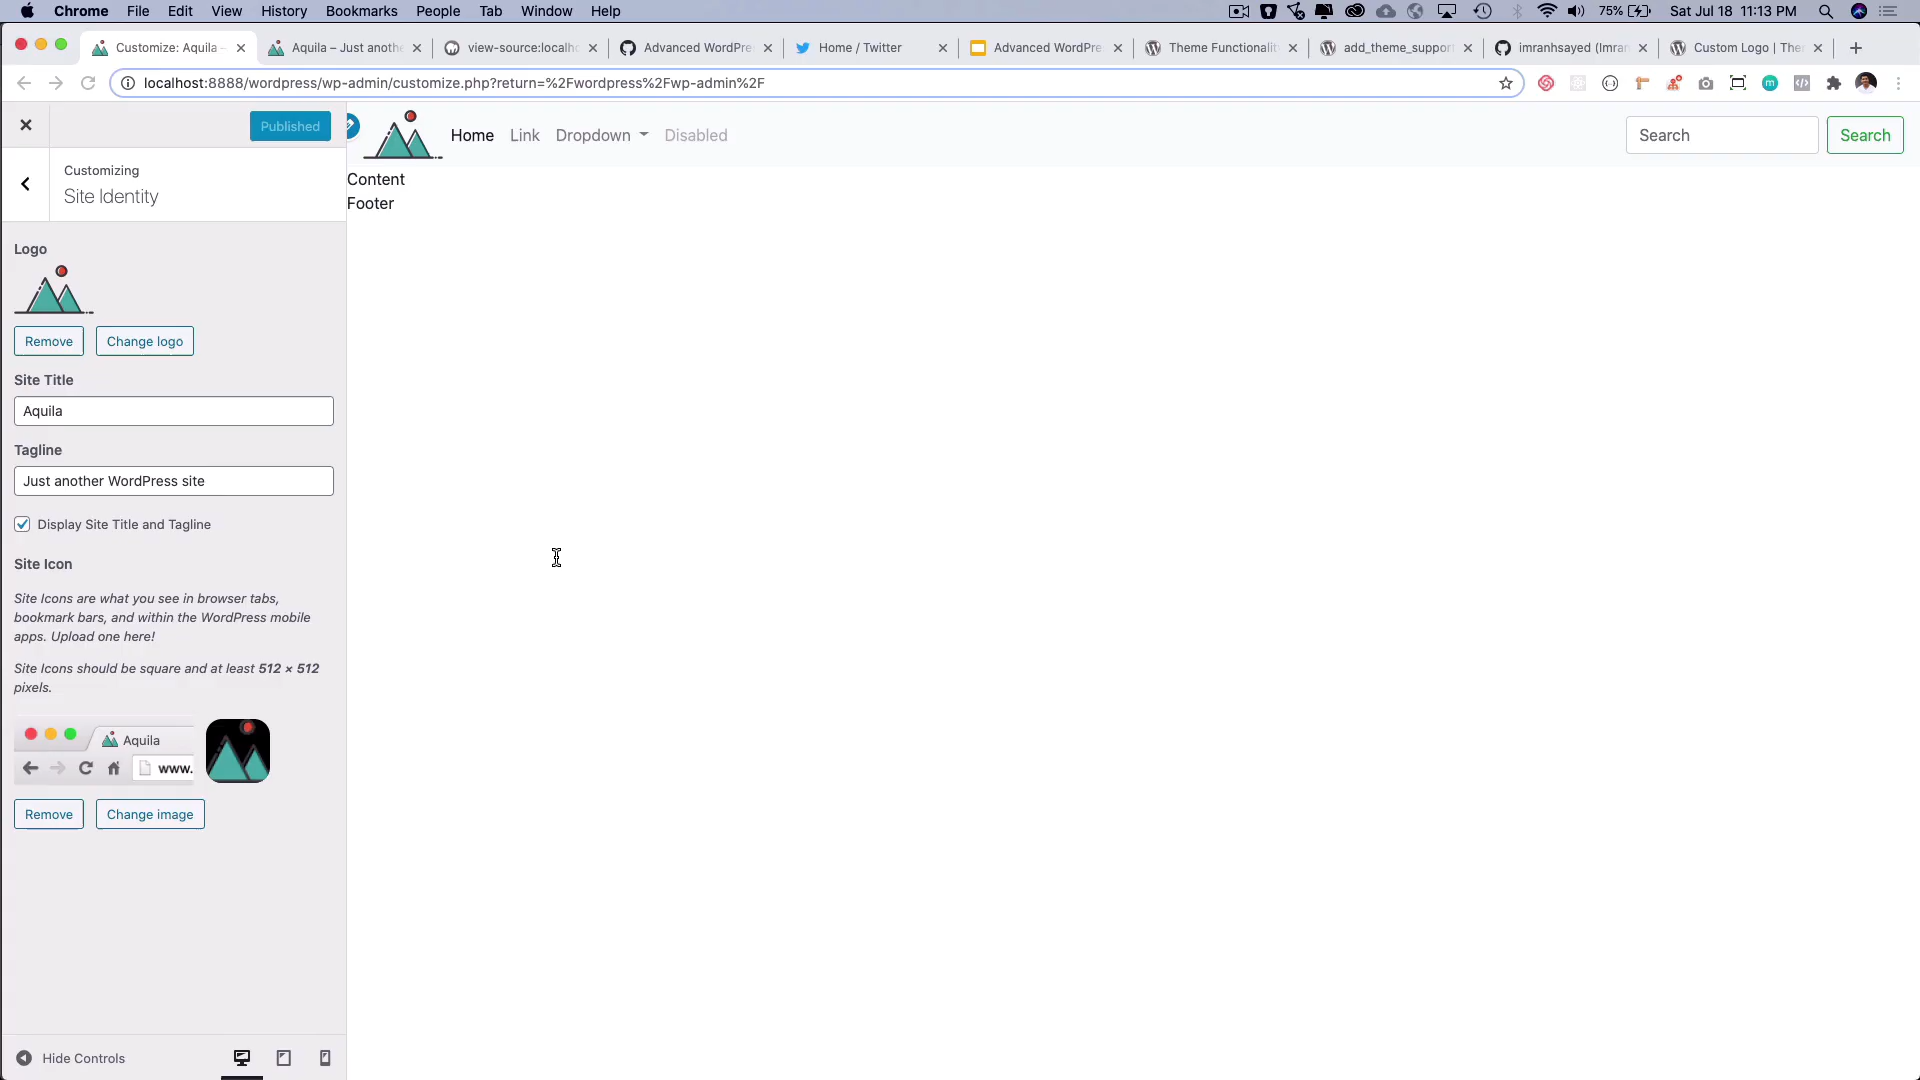 Chrome File Edit View History Bookmarks People Tab Window Help 75% Sat Jul 18 11:13 PM
Customize: Aquila – Aquila – Just anothe view-source:localh Advanced WordPre Home / Twitter Advanced WordPre Theme Functionalit add_theme_suppor imranhsayed (Imran Custom Logo | The
localhost:8888/wordpress/wp-admin/customize.php?return=%2Fwordpress%2Fwp-admin%2F
Published
Home Link Dropdown Disabled Search Search
Customizing
Site Identity
Content
Footer
Logo
Remove Change logo
Site Title
Aquila
Tagline
Just another WordPress site
Display Site Title and Tagline
Site Icon
Site Icons are what you see in browser tabs,
bookmark bars, and within the WordPress mobile
apps. Upload one here!
Site Icons should be square and at least 512 × 512
pixels.
Aquila
www.
Remove Change image
Hide Controls